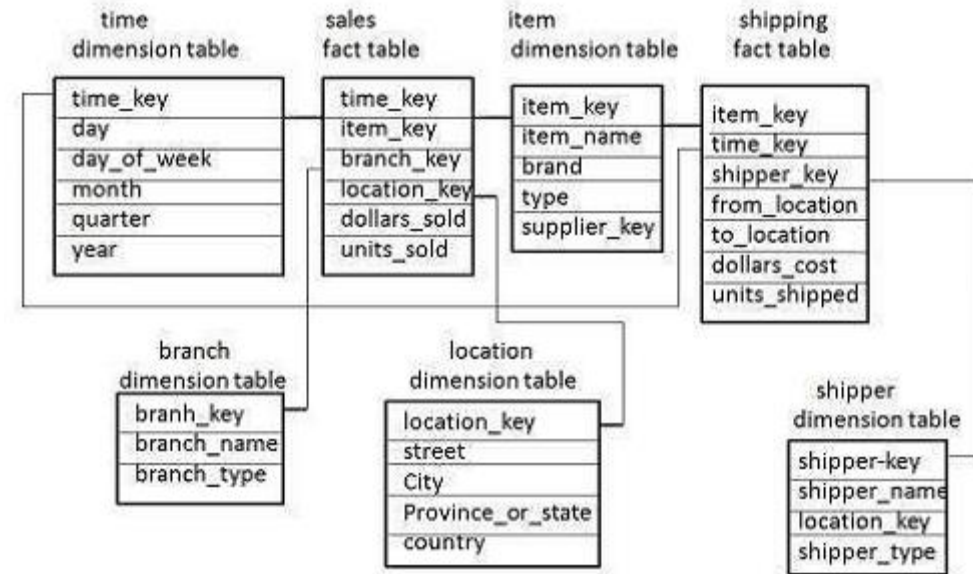 time
dimension table
time_key
day
day_of_week
month
quarter
year
sales
fact table
time_key
item_key
branch_key
location_key
dollars_sold
units_sold
item
dimension table
item_key
item_name
brand
type
supplier_key
shipping
fact table
item_key
time_key
shipper_key
from_location
to_location
dollars_cost
units_shipped
branch
dimension table
branh_key
branch_name
branch_type
location
dimension table
location_key
street
City
Province_or_state
country
shipper
dimension table
shipper-key
shipper_name
location_key
shipper_type